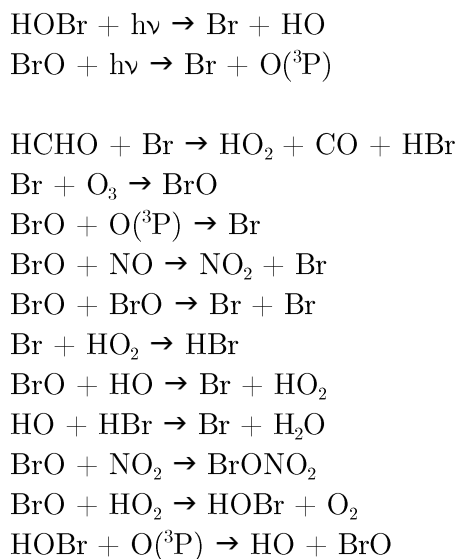 HOBr + hν → Br + HO
BrO + hν → Br + O(³P)
HCHO + Br → HO₂ + CO + HBr
Br + O₃ → BrO
BrO + O(³P) → Br
BrO + NO → NO₂ + Br
BrO + BrO → Br + Br
Br + HO₂ → HBr
BrO + HO → Br + HO₂
HO + HBr → Br + H₂O
BrO + NO₂ → BrONO₂
BrO + HO₂ → HOBr + O₂
HOBr + O(³P) → HO + BrO